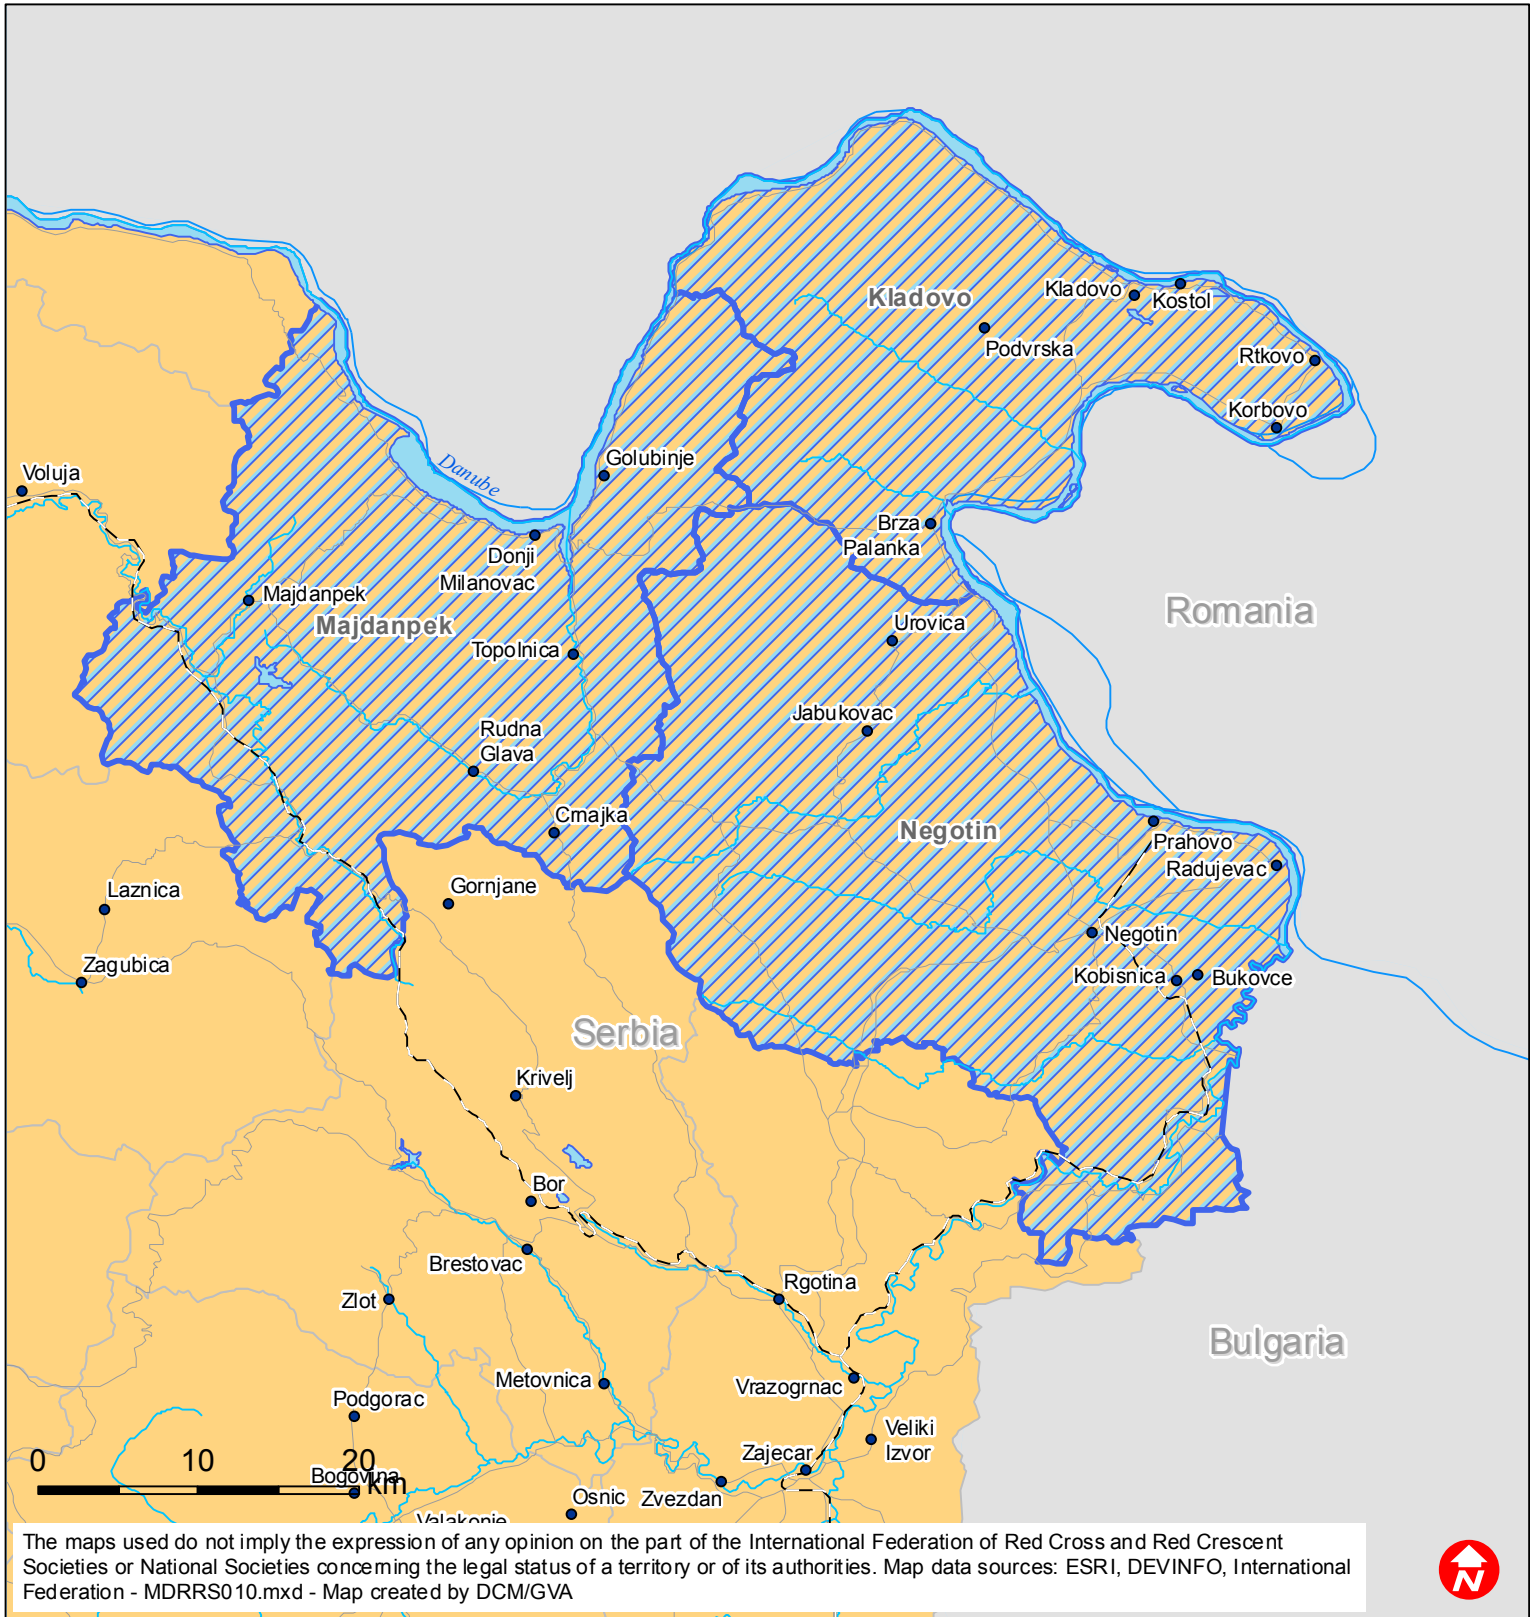 Kladovo
Kladovo
Kostol
Podvrska
Rtkovo
Korbovo
Voluja
Danube
Golubinje
Donji
Milanovac
Brza
Palanka
Majdanpek
Majdanpek
Romania
Urovica
Topolnica
Jabukovac
Rudna
Glava
Crnajka
Negotin
Prahovo
Radujevac
Laznica
Gornjane
Negotin
Zagubica
Kobisnica
Bukovce
Serbia
Krivelj
Bor
Brestovac
Zlot
Rgotina
Bulgaria
Metovnica
Vrazogrnac
Podgorac
Veliki
Izvor
Zajecar
0 10 20 km
Bogovina
Zvezdan
Osnic
Valakonje
The maps used do not imply the expression of any opinion on the part of the International Federation of Red Cross and Red Crescent
Societies or National Societies concerning the legal status of a territory or of its authorities. Map data sources: ESRI, DEVINFO, International
Federation - MDRRS010.mxd - Map created by DCM/GVA
N